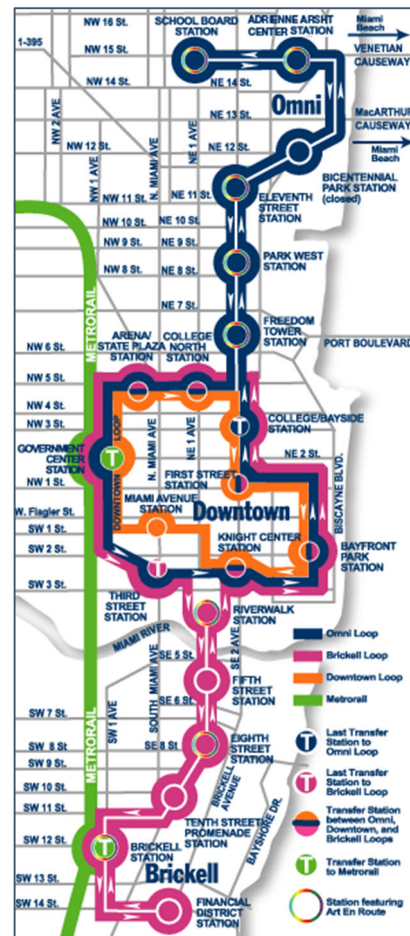 NW 16 St.
SCHOOL BOARD
STATION
ADRIENNE ARSHT
CENTER STATION
Miami
Beach
1-395
NW 15 St.
VENETIAN
CAUSEWAY
NW 14 St.
NE 14 St.
Omni
NW 2 AVE
NW 1 AVE
N. MIAMI AVE
NE 1 AVE
NE 13 St.
MacARTHUR
CAUSEWAY
NW 12 St.
NE 12 St.
Miami
Beach
BICENTENNIAL
PARK STATION
(closed)
NW 11 St.
NE 11 St.
ELEVENTH
STREET
STATION
NW 10 St.
NE 10 St.
NW 9 St.
NE 9 St.
NW 8 St.
NE 8 St.
PARK WEST
STATION
NE 7 St.
METRORAIL
FREEDOM
TOWER
STATION
NW 6 St.
ARENA/
STATE PLAZA
STATION
COLLEGE
NORTH
STATION
PORT BOULEVARD
NW 5 St.
NW 4 St.
NW 3 St.
T
COLLEGE/BAYSIDE
STATION
GOVERNMENT
CENTER
STATION
T
DOWNTOWN LOOP
N. MIAMI AVE
NE 1 AVE
NE 2 St.
FIRST STREET
STATION
NW 1 St.
MIAMI AVENUE
STATION
Downtown
BISCAYNE BLVD.
W. Flagler St.
SW 1 St.
KNIGHT CENTER
STATION
SW 2 St.
BAYFRONT
PARK
STATION
T
SW 3 St.
THIRD
STREET
STATION
RIVERWALK
STATION
MIAMI RIVER
SE 5 St.
SE 2 AVE
Omni Loop
Brickell Loop
Downtown Loop
Metrorail
FIFTH
STREET
STATION
SOUTH MIAMI AVE
SE 6 St.
SW 1 AVE
SW 7 St.
SW 8 St.
SE 8 St.
EIGHTH
STREET
STATION
T
Last Transfer
Station to
Omni Loop
METRORAIL
SW 9 St.
SW 10 St.
BRICKELL
AVENUE
T
Last Transfer
Station to
Brickell Loop
SW 11 St.
TENTH STREET/
PROMENADE
STATION
BAYSHORE DR.
Transfer Station
between Omni,
Downtown, and
Brickell Loops
SW 12 St.
T
BRICKELL
STATION
T
Transfer Station
to Metrorail
SW 13 St.
Brickell
SW 14 St.
FINANCIAL
DISTRICT
STATION
Station featuring
Art En Route